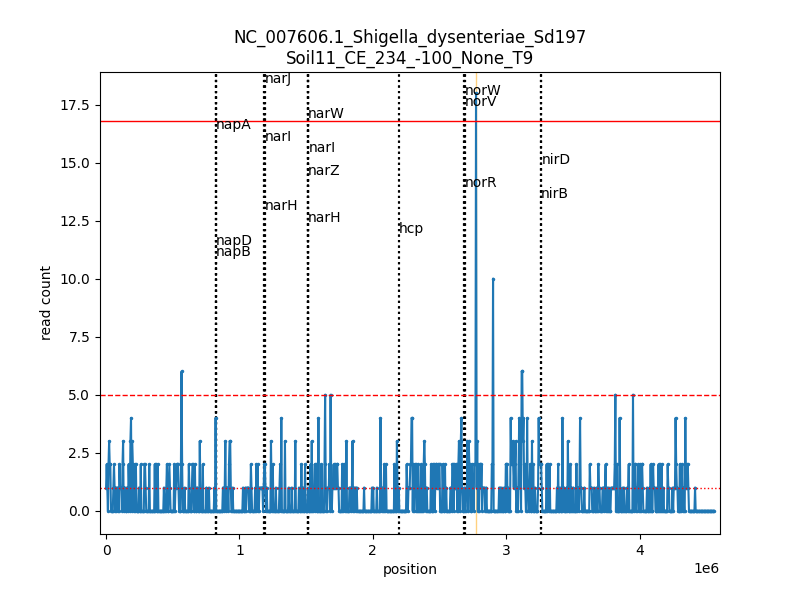 NC_007606.1_Shigella_dysenteriae_Sd197
Soil11_CE_234_-100_None_T9
narJ
norW
norV
17.5
narW
napA
narI
narI
nirD
15.0
narZ
norR
nirB
narH
narH
12.5
hcp
napD
napB
10.0
read count
7.5
5.0
2.5
0.0
0
1
2
3
4
position
1e6